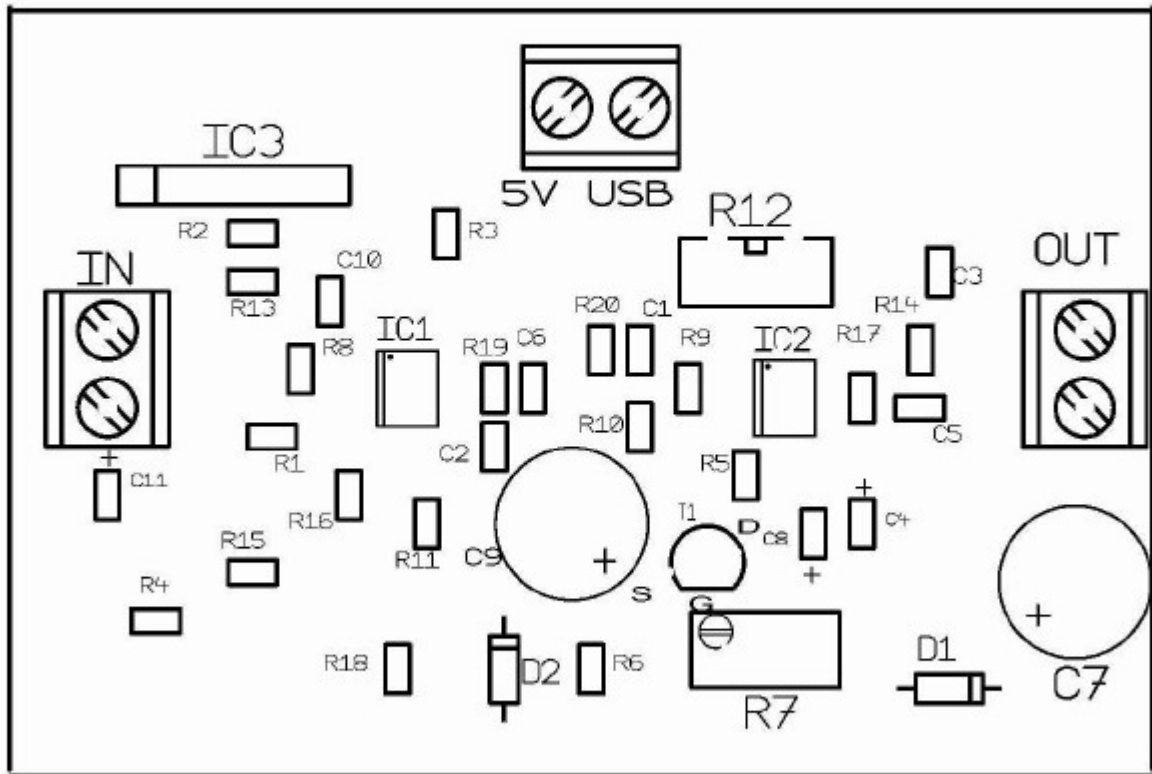 IC3
5V USB
R2
R3
R12
IN
C10
OUT
C3
R13
R20
C1
R14
IC1
R8
R19
C6
R9
IC2
R17
R10
C5
R1
C2
+
C11
R5
+
R16
T1
D
C8
C4
R15
R11
C9
+
+
R4
S
G
+
R18
D2
R6
D1
C7
R7